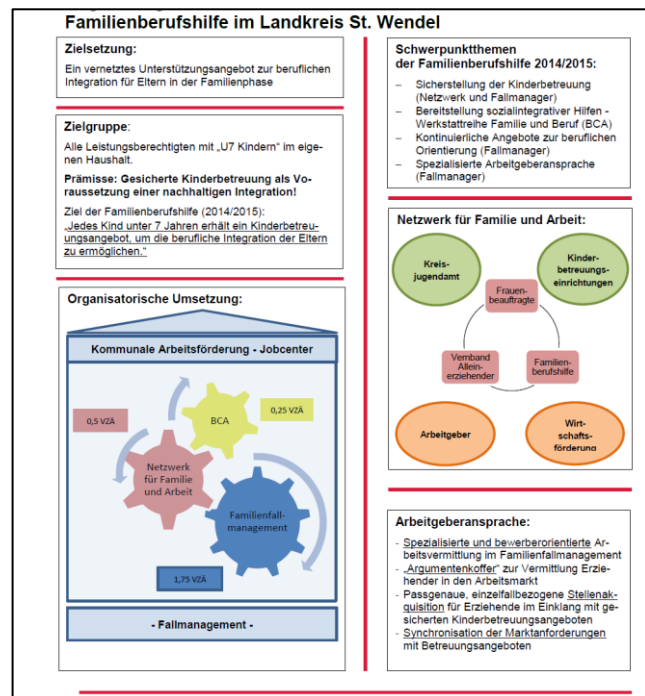 Familienberufshilfe im Landkreis St. Wendel
Zielsetzung:
Ein vernetztes Unterstützungsangebot zur beruflichen
Integration für Eltern in der Familienphase
Zielgruppe:
Alle Leistungsberechtigten mit „U7 Kindern“ im eige-
nen Haushalt.
Prämisse: Gesicherte Kinderbetreuung als Vo-
raussetzung einer nachhaltigen Integration!
Ziel der Familienberufshilfe (2014/2015):
„Jedes Kind unter 7 Jahren erhält ein Kinderbetreu-
ungsangebot, um die berufliche Integration der Eltern
zu ermöglichen.“
Organisatorische Umsetzung:
Kommunale Arbeitsförderung - Jobcenter
0,5 VZÄ
BCA
0,25 VZÄ
Netzwerk
für Familie
und Arbeit
Familienfall-
management
1,75 VZÄ
- Fallmanagement -
Schwerpunktthemen
der Familienberufshilfe 2014/2015:
– Sicherstellung der Kinderbetreuung
(Netzwerk und Fallmanager)
– Bereitstellung sozialintegrativer Hilfen -
Werkstattreihe Familie und Beruf (BCA)
– Kontinuierliche Angebote zur beruflichen
Orientierung (Fallmanager)
– Spezialisierte Arbeitgeberansprache
(Fallmanager)
Netzwerk für Familie und Arbeit:
Kreis-
jugendamt
Kinder-
betreuungs-
einrichtungen
Frauen-
beauftragte
Verband
Allein-
erziehender
Familien-
berufshilfe
Arbeitgeber
Wirt-
schafts-
förderung
Arbeitgeberansprache:
- Spezialisierte und bewerberorientierte Ar-
beitsvermittlung im Familienfallmanagement
- „Argumentenkoffer“ zur Vermittlung Erzie-
hender in den Arbeitsmarkt
- Passgenaue, einzelfallbezogene Stellenak-
quisition für Erziehende im Einklang mit ge-
sicherten Kinderbetreuungsangeboten
- Synchronisation der Marktanforderungen
mit Betreuungsangeboten